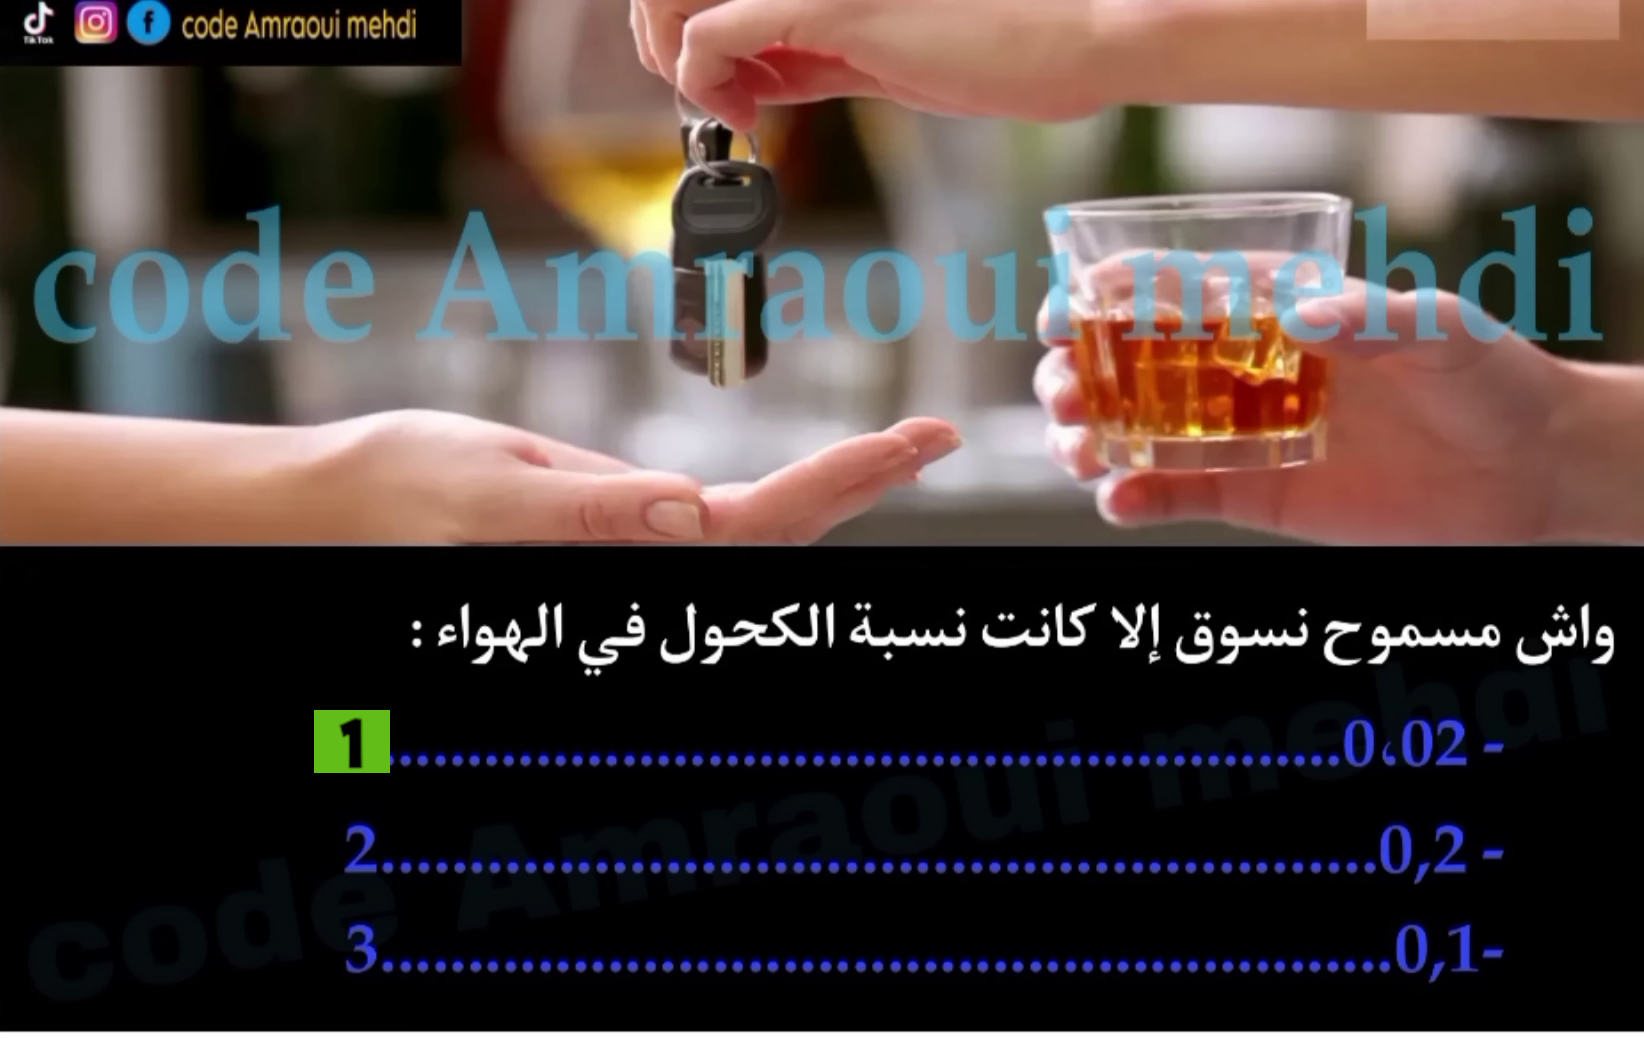 TikTok code Amraoui mehdi
code Amraoui mehdi
واش مسموح نسوق إلا كانت نسبة الكحول في الهواء :
- 0،02......................................................1
- 0,2......................................................2
-0,1......................................................3
code Amraoui mehdi